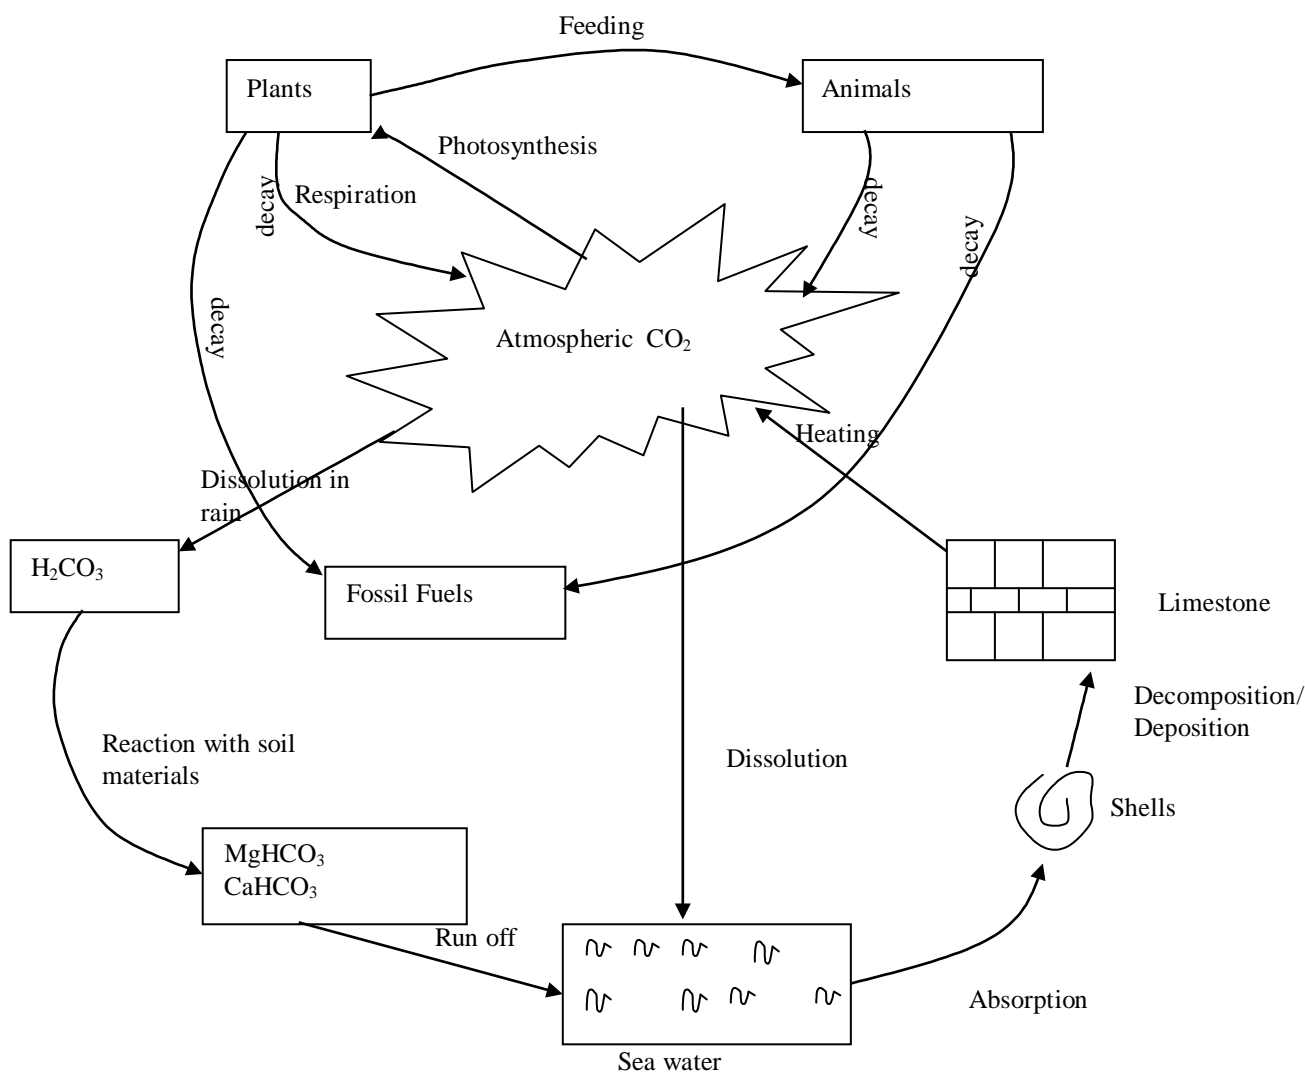 Feeding
Plants
Animals
Photosynthesis
decay
Respiration
decay
decay
decay
Atmospheric CO₂
Heating
Dissolution in
rain
H₂CO₃
Fossil Fuels
Limestone
Decomposition/
Deposition
Reaction with soil
materials
Dissolution
Shells
MgHCO₃
CaHCO₃
Run off
Absorption
Sea water